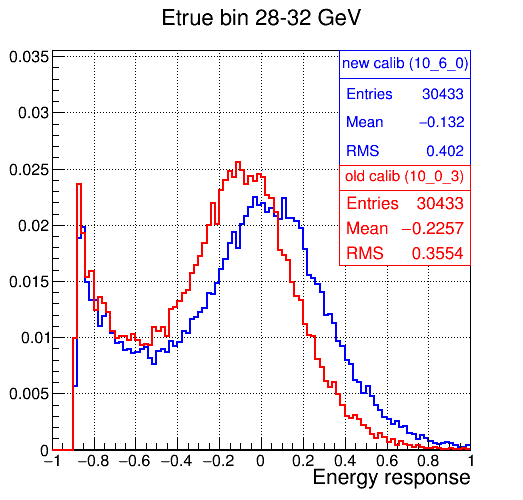 Etrue bin 28-32 GeV
new calib (10_6_0)
Entries 30433
Mean −0.132
RMS 0.402
old calib (10_0_3)
Entries 30433
Mean −0.2257
RMS 0.3554
0.035
0.03
0.025
0.02
0.015
0.01
0.005
0
−1 −0.8 −0.6 −0.4 −0.2 0 0.2 0.4 0.6 0.8 1
Energy response